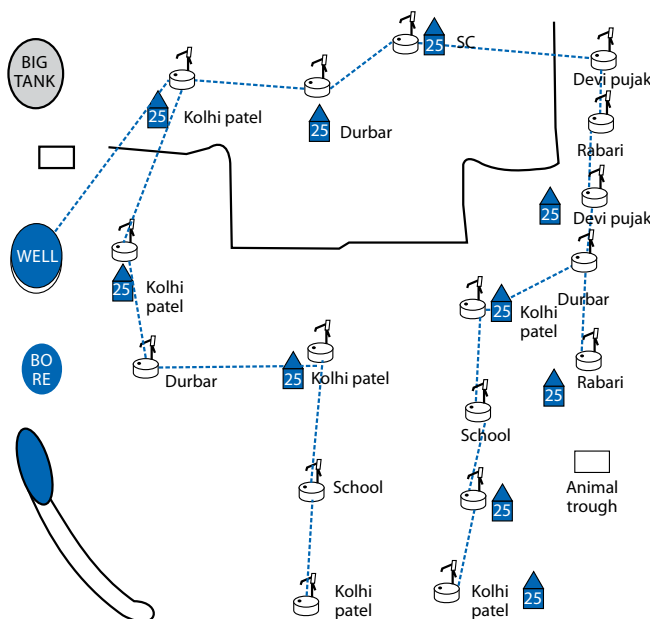 BIG
TANK
25
SC
Devi pujak
25
Kolhi patel
25
Durbar
Rabari
25
Devi pujak
WELL
25
Kolhi
patel
Durbar
25
Kolhi
patel
BO
RE
Durbar
25
Kolhi patel
Rabari
25
School
School
Animal
trough
25
Kolhi
patel
Kolhi
patel
25